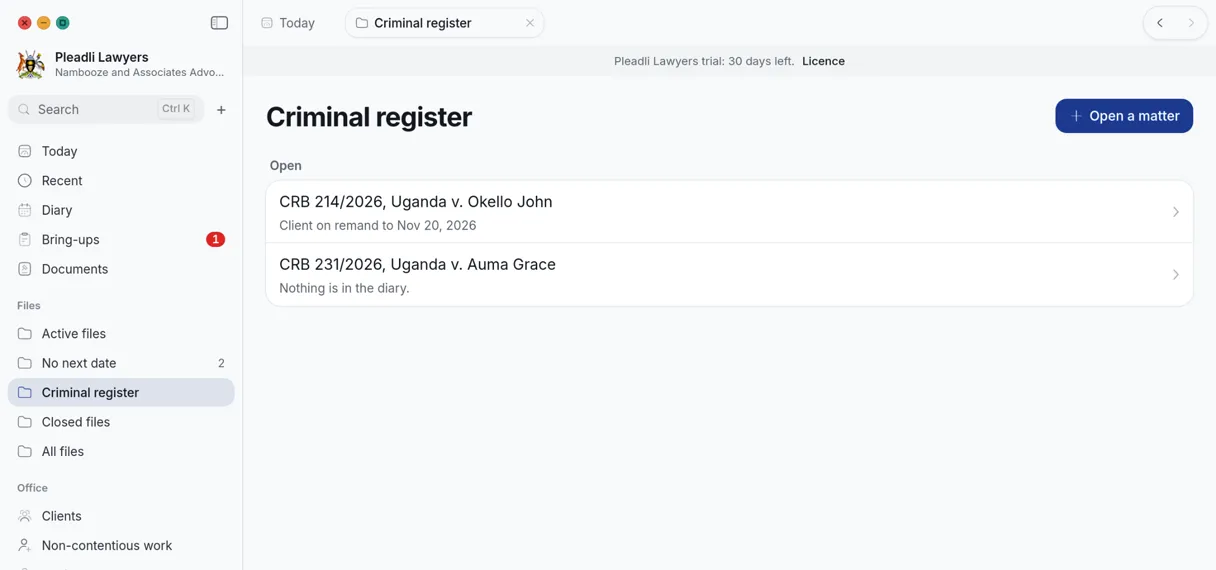 Pleadli Lawyers
Nambooze and Associates Advo...
Search
Ctrl K
Today
Recent
Diary
Bring-ups
1
Documents
Files
Active files
No next date
2
Criminal register
Closed files
All files
Office
Clients
Non-contentious work
Today
Criminal register
Pleadli Lawyers trial: 30 days left. Licence
Criminal register
Open a matter
Open
CRB 214/2026, Uganda v. Okello John
Client on remand to Nov 20, 2026
CRB 231/2026, Uganda v. Auma Grace
Nothing is in the diary.